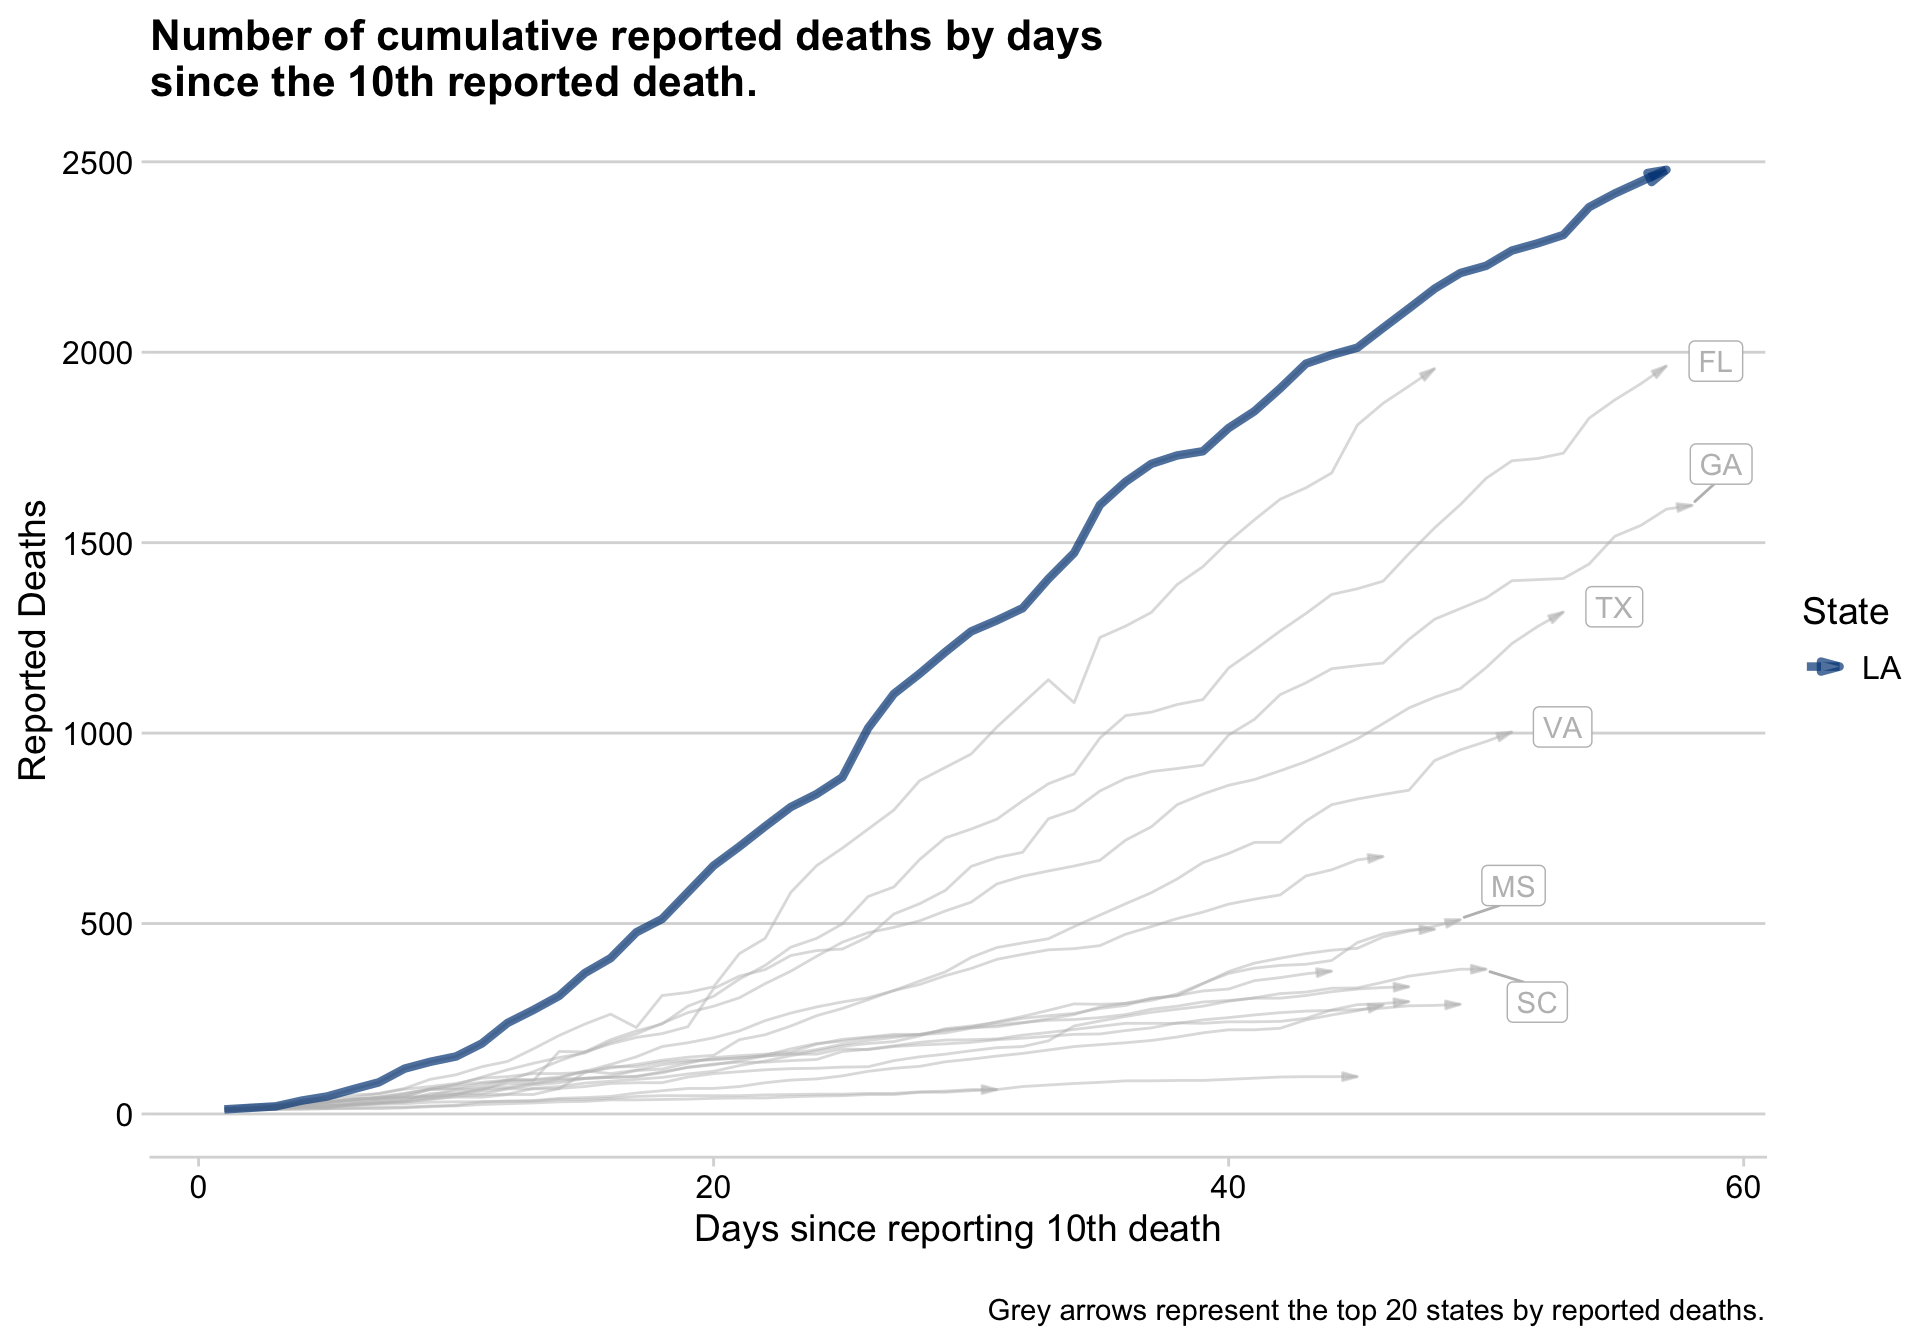 Number of cumulative reported deaths by days
since the 10th reported death.
2500
2000
1500
1000
500
0
Reported Deaths
FL
GA
TX
VA
MS
SC
State
LA
0 20 40 60
Days since reporting 10th death
Grey arrows represent the top 20 states by reported deaths.